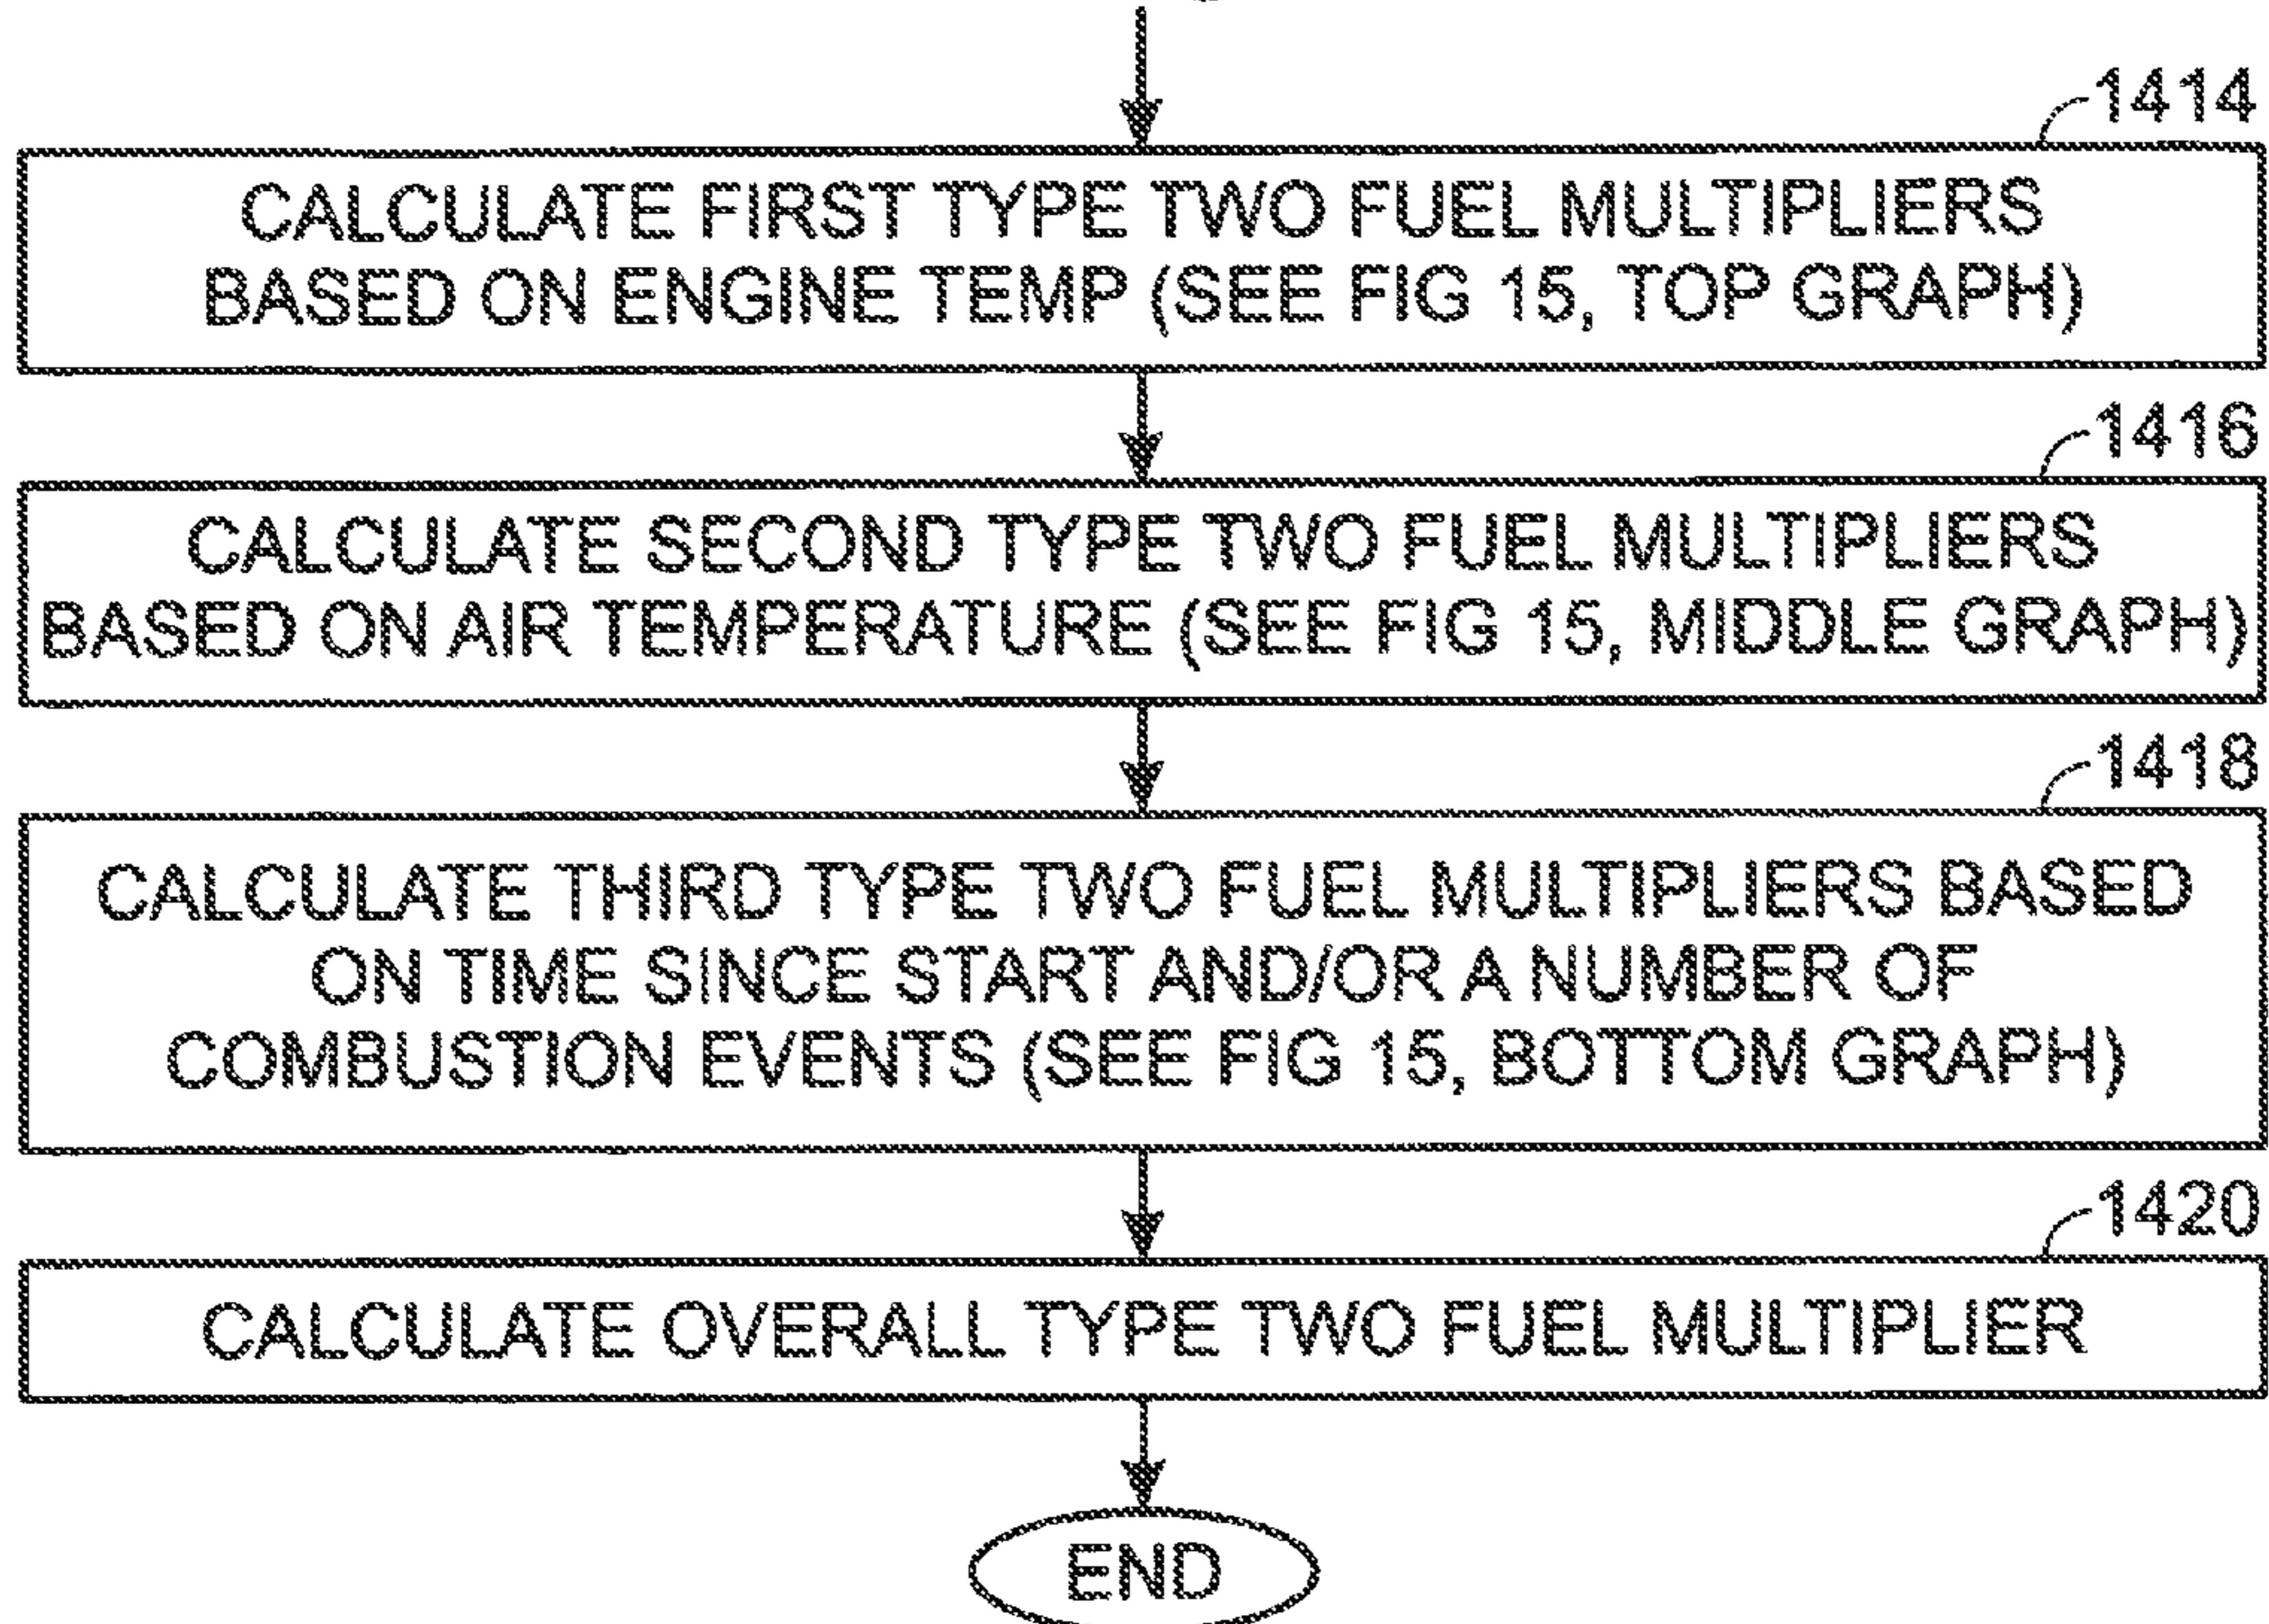 1414
CALCULATE FIRST TYPE TWO FUEL MULTIPLIERS
BASED ON ENGINE TEMP (SEE FIG 15, TOP GRAPH)
1416
CALCULATE SECOND TYPE TWO FUEL MULTIPLIERS
BASED ON AIR TEMPERATURE (SEE FIG 15, MIDDLE GRAPH)
1418
CALCULATE THIRD TYPE TWO FUEL MULTIPLIERS BASED
ON TIME SINCE START AND/OR A NUMBER OF
COMBUSTION EVENTS (SEE FIG 15, BOTTOM GRAPH)
1420
CALCULATE OVERALL TYPE TWO FUEL MULTIPLIER
END